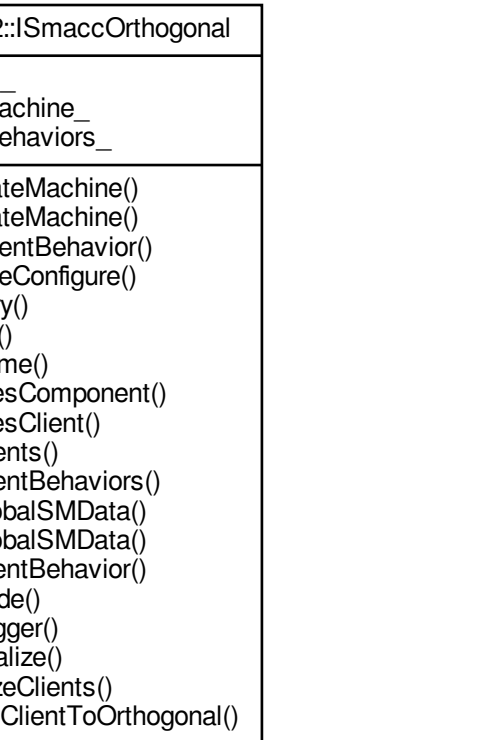 2::ISmaccOrthogonal
_
achine_
ehaviors_
ateMachine()
ateMachine()
entBehavior()
eConfigure()
y()
()
me()
esComponent()
esClient()
ents()
entBehaviors()
obalSMData()
obalSMData()
entBehavior()
de()
gger()
alize()
zeClients()
ClientToOrthogonal()